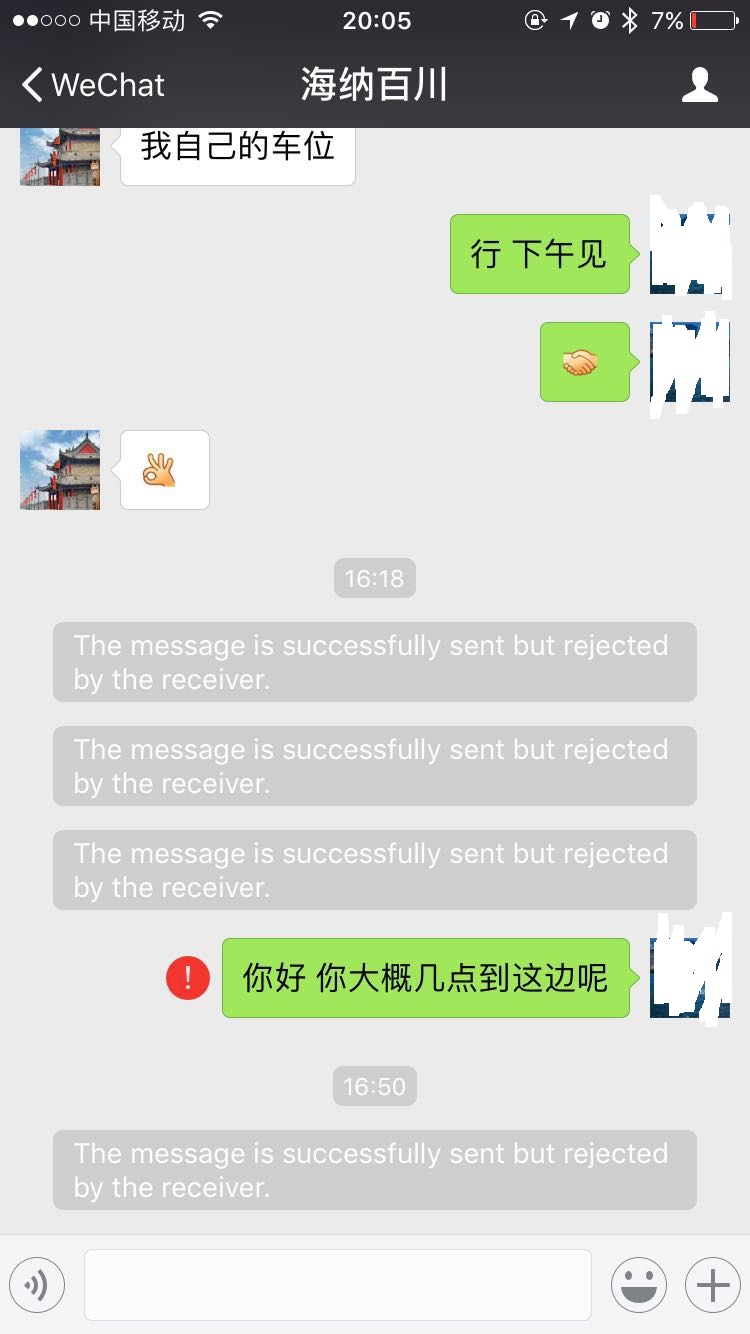 中国移动 20:05 7%
WeChat 海纳百川
我自己的车位
行 下午见
16:18
The message is successfully sent but rejected
by the receiver.
The message is successfully sent but rejected
by the receiver.
The message is successfully sent but rejected
by the receiver.
! 你好 你大概几点到这边呢
16:50
The message is successfully sent but rejected
by the receiver.